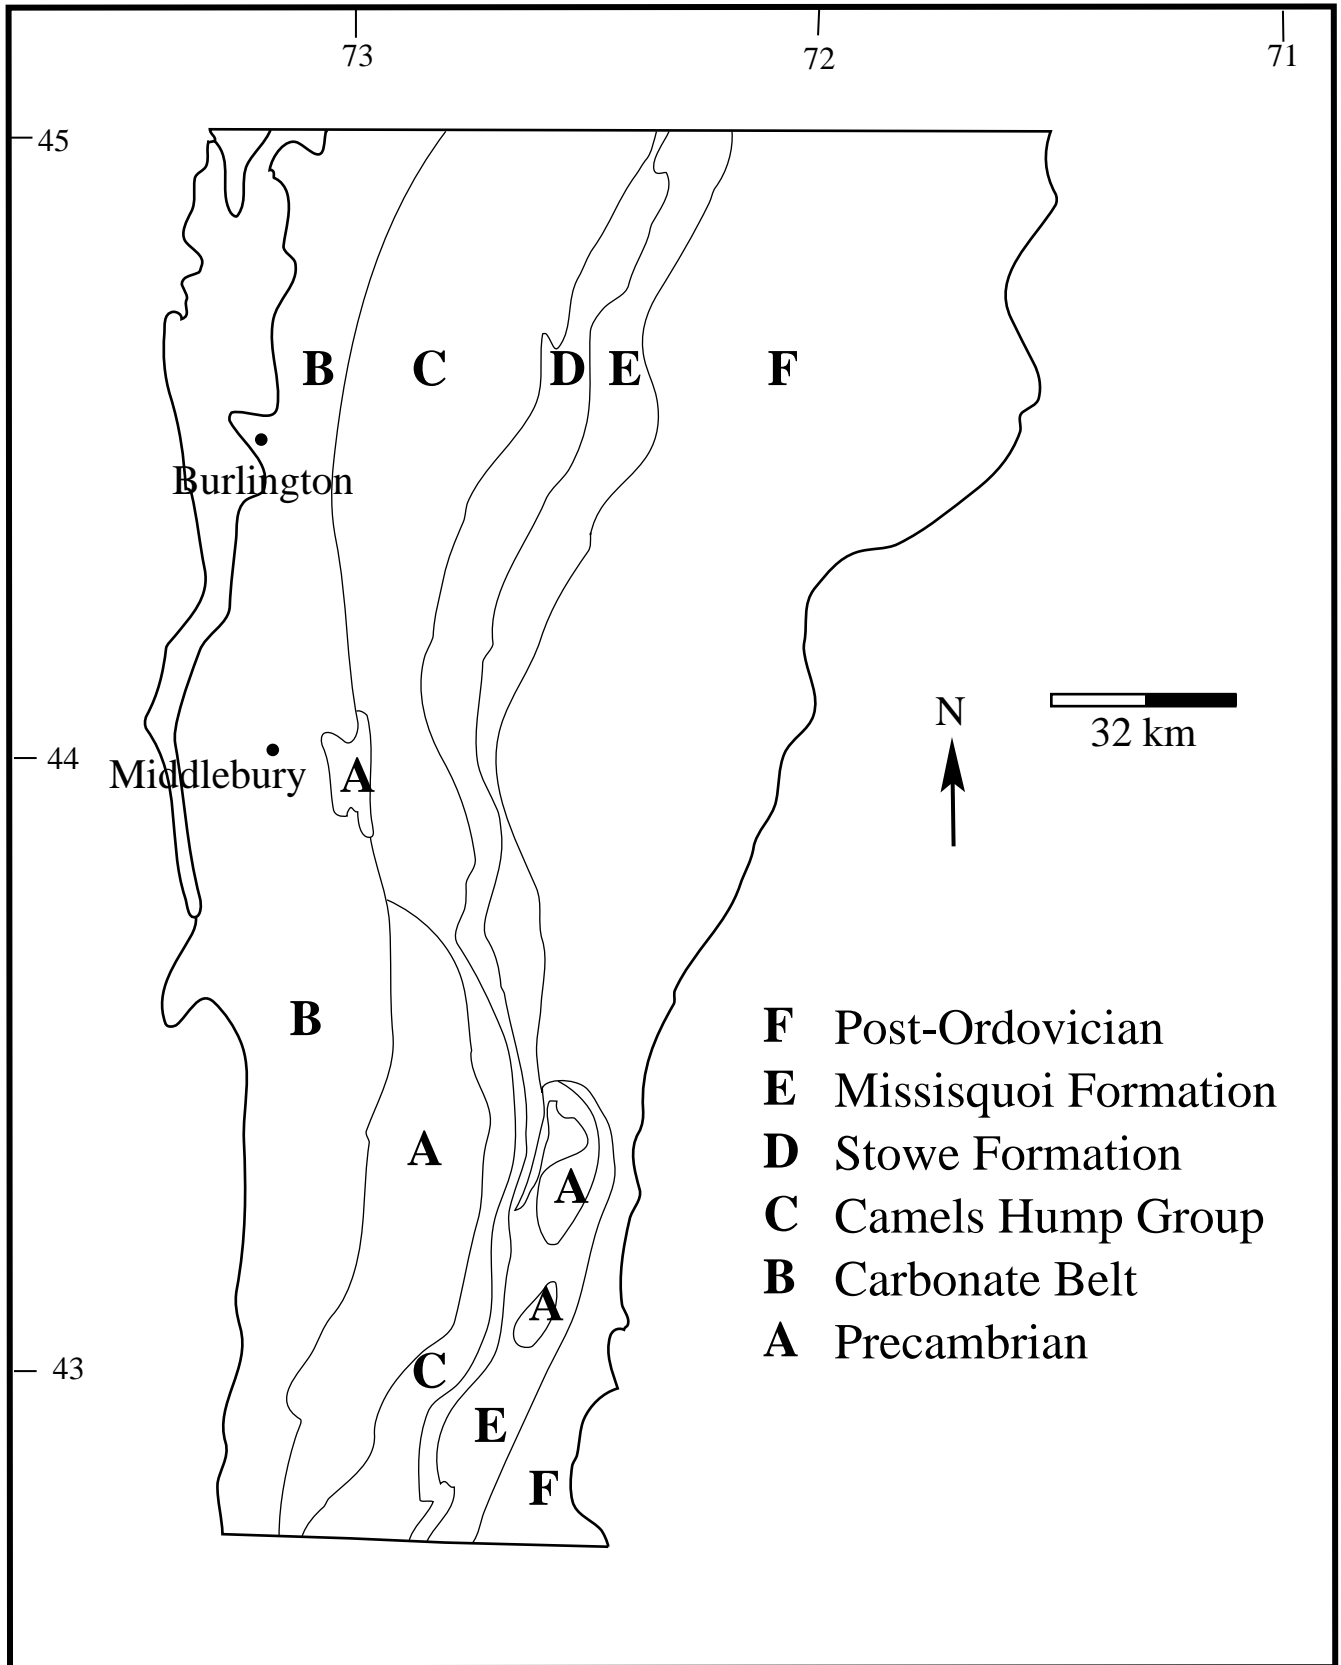 73
72
71
45
B C D E F
Burlington
N
32 km
44
Middlebury
A
B
F Post-Ordovician
E Missisquoi Formation
D Stowe Formation
C Camels Hump Group
B Carbonate Belt
A Precambrian
A
A
A
43
C
E
F